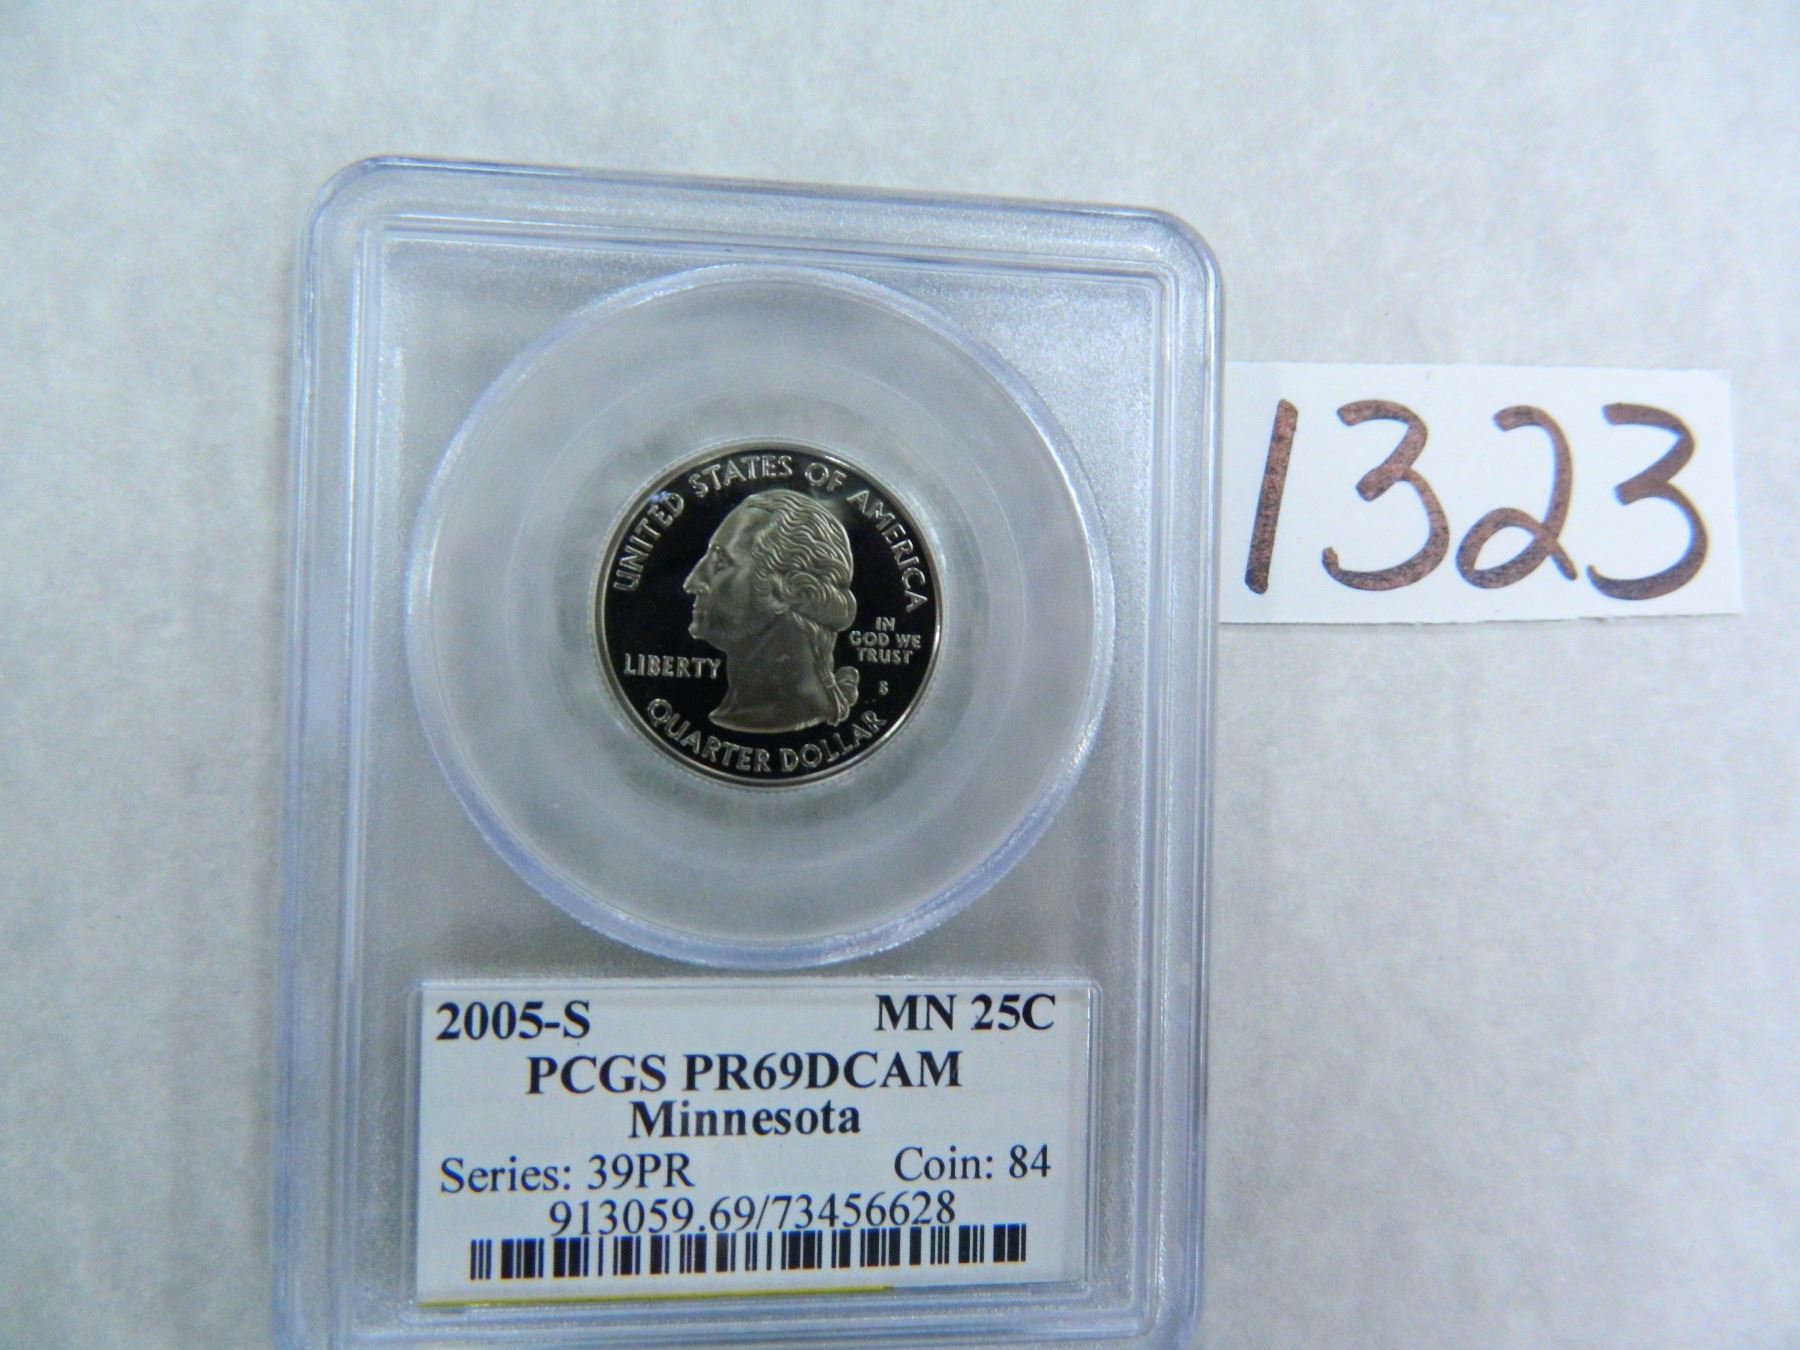 UNITED STATES OF AMERICA
IN
GOD WE
TRUST
LIBERTY
S
QUARTER DOLLAR
1323
2005-S MN 25C
PCGS PR69DCAM
Minnesota
Series: 39PR Coin: 84
913059.69/73456628